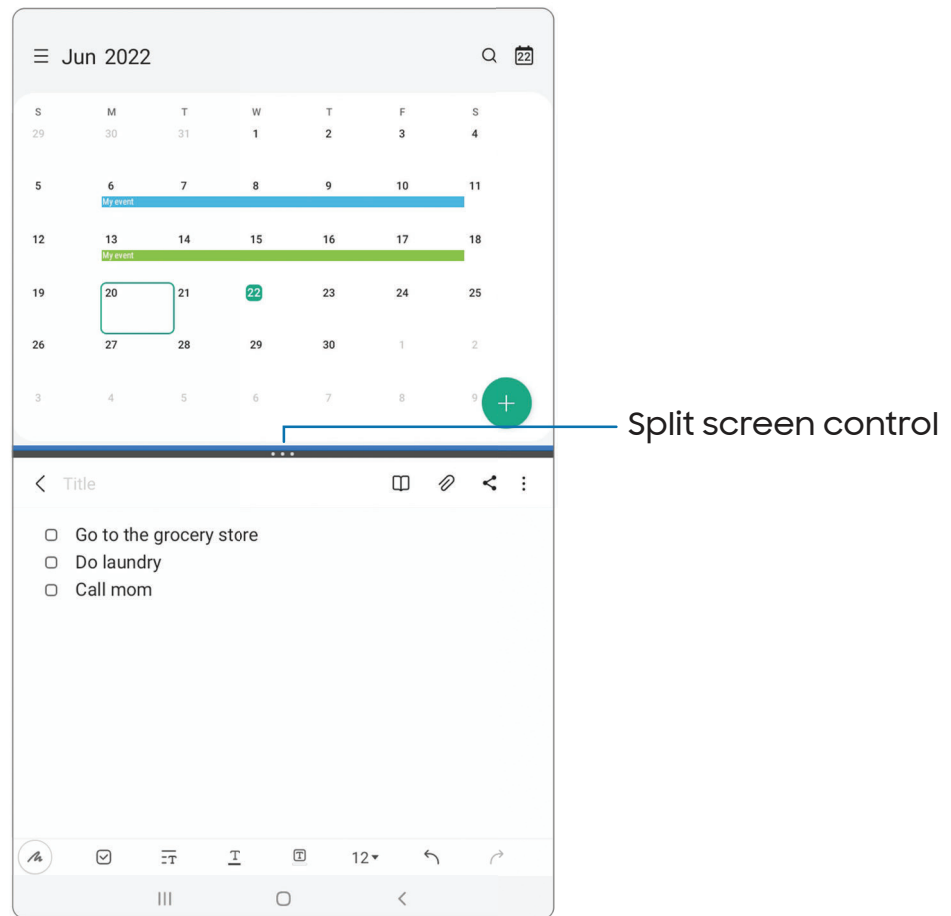 Jun 2022 22
S M T W T F S
29 30 31 1 2 3 4
5 6 7 8 9 10 11
My event
12 13 14 15 16 17 18
My event
19 20 21 22 23 24 25
26 27 28 29 30 1 2
3 4 5 6 7 8 9
Split screen control
Title
Go to the grocery store
Do laundry
Call mom
T T T 12